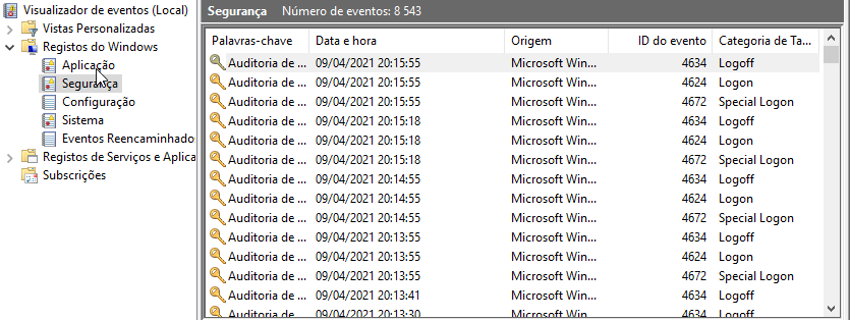 Visualizador de eventos (Local)
Vistas Personalizadas
Registos do Windows
Aplicação
Segurança
Configuração
Sistema
Eventos Reencaminhado
Registos de Serviços e Aplica
Subscrições
Segurança Número de eventos: 8 543
Palavras-chave Data e hora Origem ID do evento Categoria de Ta...
Auditoria de ... 09/04/2021 20:15:55 Microsoft Win... 4634 Logoff
Auditoria de ... 09/04/2021 20:15:55 Microsoft Win... 4624 Logon
Auditoria de ... 09/04/2021 20:15:55 Microsoft Win... 4672 Special Logon
Auditoria de ... 09/04/2021 20:15:18 Microsoft Win... 4634 Logoff
Auditoria de ... 09/04/2021 20:15:18 Microsoft Win... 4624 Logon
Auditoria de ... 09/04/2021 20:15:18 Microsoft Win... 4672 Special Logon
Auditoria de ... 09/04/2021 20:14:55 Microsoft Win... 4634 Logoff
Auditoria de ... 09/04/2021 20:14:55 Microsoft Win... 4624 Logon
Auditoria de ... 09/04/2021 20:14:55 Microsoft Win... 4672 Special Logon
Auditoria de ... 09/04/2021 20:13:55 Microsoft Win... 4634 Logoff
Auditoria de ... 09/04/2021 20:13:55 Microsoft Win... 4624 Logon
Auditoria de ... 09/04/2021 20:13:55 Microsoft Win... 4672 Special Logon
Auditoria de ... 09/04/2021 20:13:41 Microsoft Win... 4634 Logoff
Auditoria de ... 09/04/2021 20:13:30 Microsoft Win... 4634 Logoff